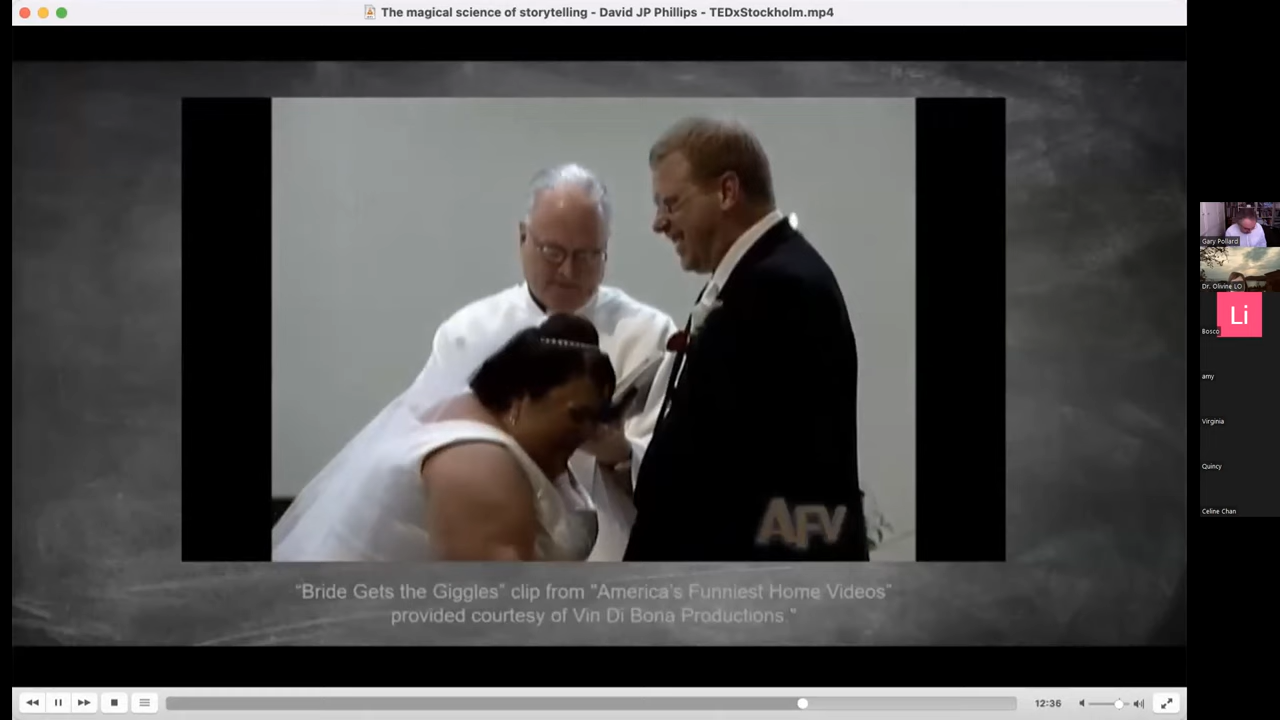 The magical science of storytelling - David JP Phillips - TEDxStockholm.mp4
AFV
"Bride Gets the Giggles" clip from "America's Funniest Home Videos"
provided courtesy of Vin Di Bona Productions."
12:36
Gary Pollard
Dr. Olivine LO
Li
Bosco
amy
Virginia
Quincy
Celine Chan